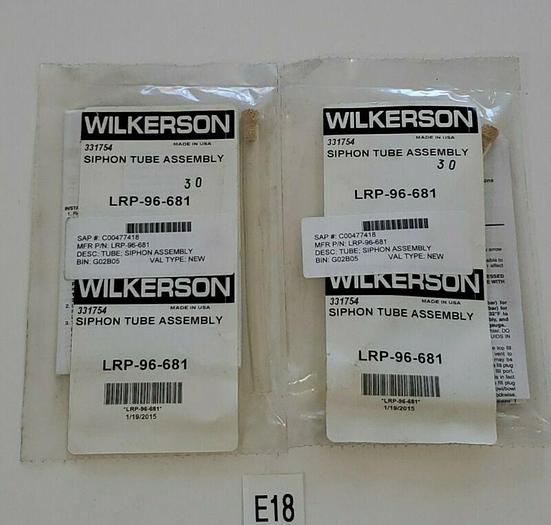 WILKERSON
331754 MADE IN USA
SIPHON TUBE ASSEMBLY
30
LRP-96-681
SAP #: C00477418
MFR P/N: LRP-96-681
DESC: TUBE; SIPHON ASSEMBLY
BIN: G02B05 VAL TYPE: NEW
WILKERSON
331754 MADE IN USA
SIPHON TUBE ASSEMBLY
LRP-96-681
*LRP-96-681*
1/19/2015
WILKERSON
331754 MADE IN USA
SIPHON TUBE ASSEMBLY
30
LRP-96-681
SAP #: C00477418
MFR P/N: LRP-96-681
DESC: TUBE; SIPHON ASSEMBLY
BIN: G02B05 VAL TYPE: NEW
WILKERSON
331754 MADE IN USA
SIPHON TUBE ASSEMBLY
LRP-96-681
*LRP-96-681*
1/19/2015
E18